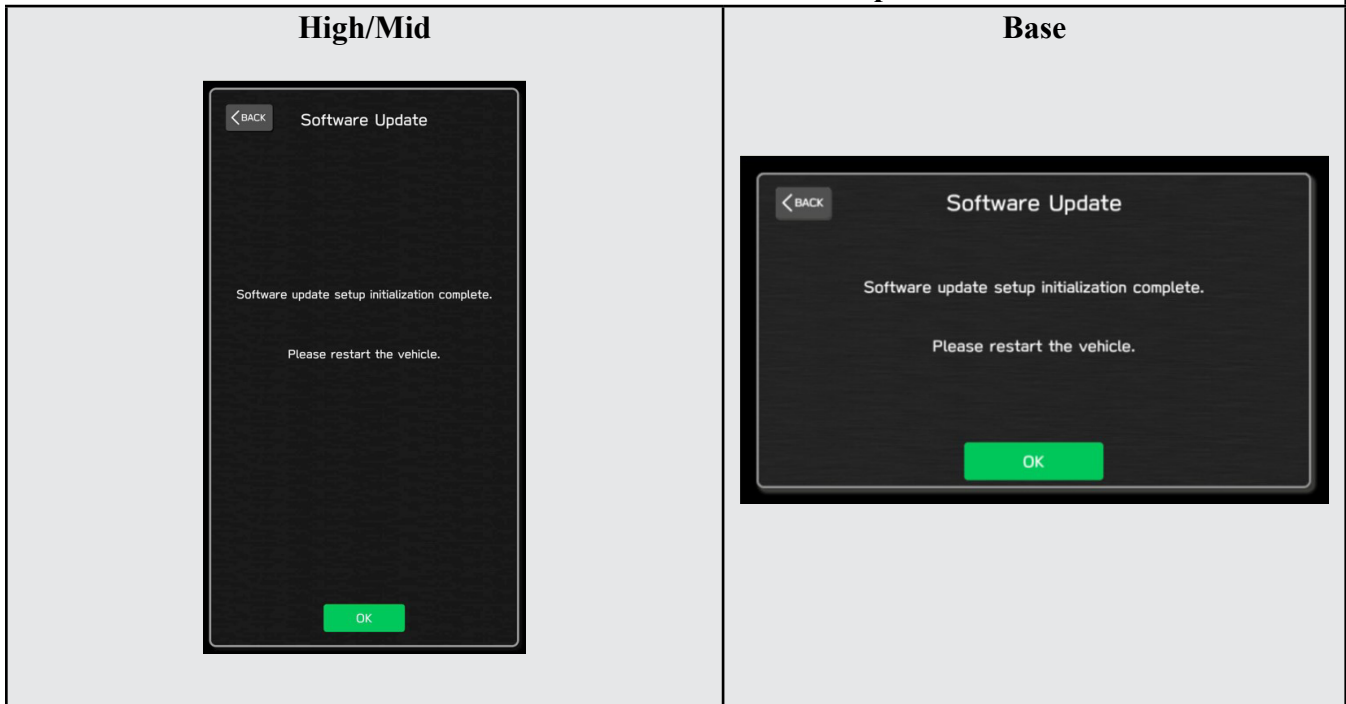 High/Mid
BACK
Software Update
Software update setup initialization complete.
Please restart the vehicle.
OK
Base
BACK
Software Update
Software update setup initialization complete.
Please restart the vehicle.
OK